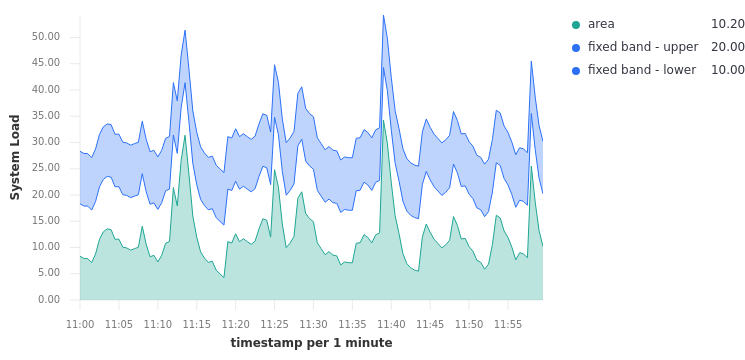 50.00
45.00
40.00
35.00
30.00
25.00
20.00
15.00
10.00
5.00
0.00
System Load
11:00 11:05 11:10 11:15 11:20 11:25 11:30 11:35 11:40 11:45 11:50 11:55
timestamp per 1 minute
area 10.20
fixed band - upper 20.00
fixed band - lower 10.00